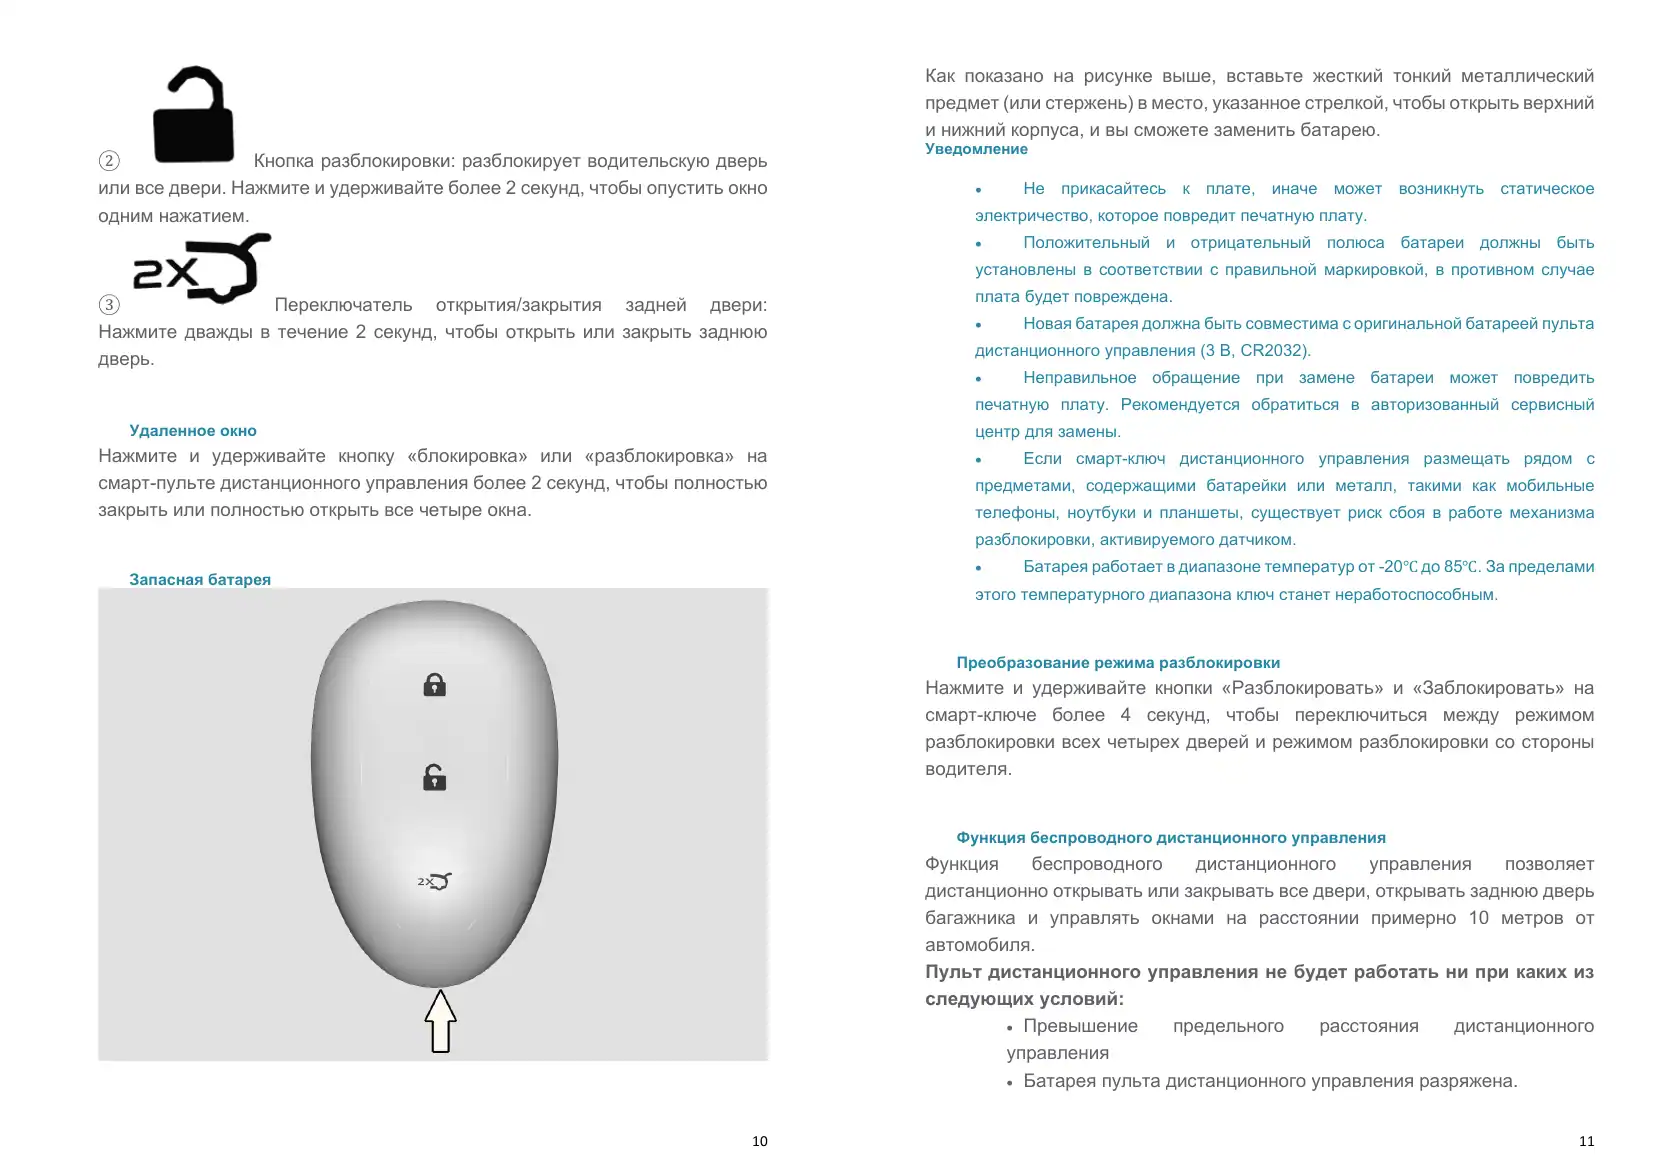 ② Кнопка разблокировки: разблокирует водительскую дверь
или все двери. Нажмите и удерживайте более 2 секунд, чтобы опустить окно
одним нажатием.
2X
③ Переключатель открытия/закрытия задней двери:
Нажмите дважды в течение 2 секунд, чтобы открыть или закрыть заднюю
дверь.
Удаленное окно
Нажмите и удерживайте кнопку «блокировка» или «разблокировка» на
смарт-пульте дистанционного управления более 2 секунд, чтобы полностью
закрыть или полностью открыть все четыре окна.
Запасная батарея
2X
10
Как показано на рисунке выше, вставьте жесткий тонкий металлический
предмет (или стержень) в место, указанное стрелкой, чтобы открыть верхний
и нижний корпуса, и вы сможете заменить батарею.
Уведомление
• Не прикасайтесь к плате, иначе может возникнуть статическое
электричество, которое повредит печатную плату.
• Положительный и отрицательный полюса батареи должны быть
установлены в соответствии с правильной маркировкой, в противном случае
плата будет повреждена.
• Новая батарея должна быть совместима с оригинальной батареей пульта
дистанционного управления (3 В, CR2032).
• Неправильное обращение при замене батареи может повредить
печатную плату. Рекомендуется обратиться в авторизованный сервисный
центр для замены.
• Если смарт-ключ дистанционного управления размещать рядом с
предметами, содержащими батарейки или металл, такими как мобильные
телефоны, ноутбуки и планшеты, существует риск сбоя в работе механизма
разблокировки, активируемого датчиком.
• Батарея работает в диапазоне температур от -20℃ до 85℃. За пределами
этого температурного диапазона ключ станет неработоспособным.
Преобразование режима разблокировки
Нажмите и удерживайте кнопки «Разблокировать» и «Заблокировать» на
смарт-ключе более 4 секунд, чтобы переключиться между режимом
разблокировки всех четырех дверей и режимом разблокировки со стороны
водителя.
Функция беспроводного дистанционного управления
Функция беспроводного дистанционного управления позволяет
дистанционно открывать или закрывать все двери, открывать заднюю дверь
багажника и управлять окнами на расстоянии примерно 10 метров от
автомобиля.
Пульт дистанционного управления не будет работать ни при каких из
следующих условий:
• Превышение предельного расстояния дистанционного
управления
• Батарея пульта дистанционного управления разряжена.
11